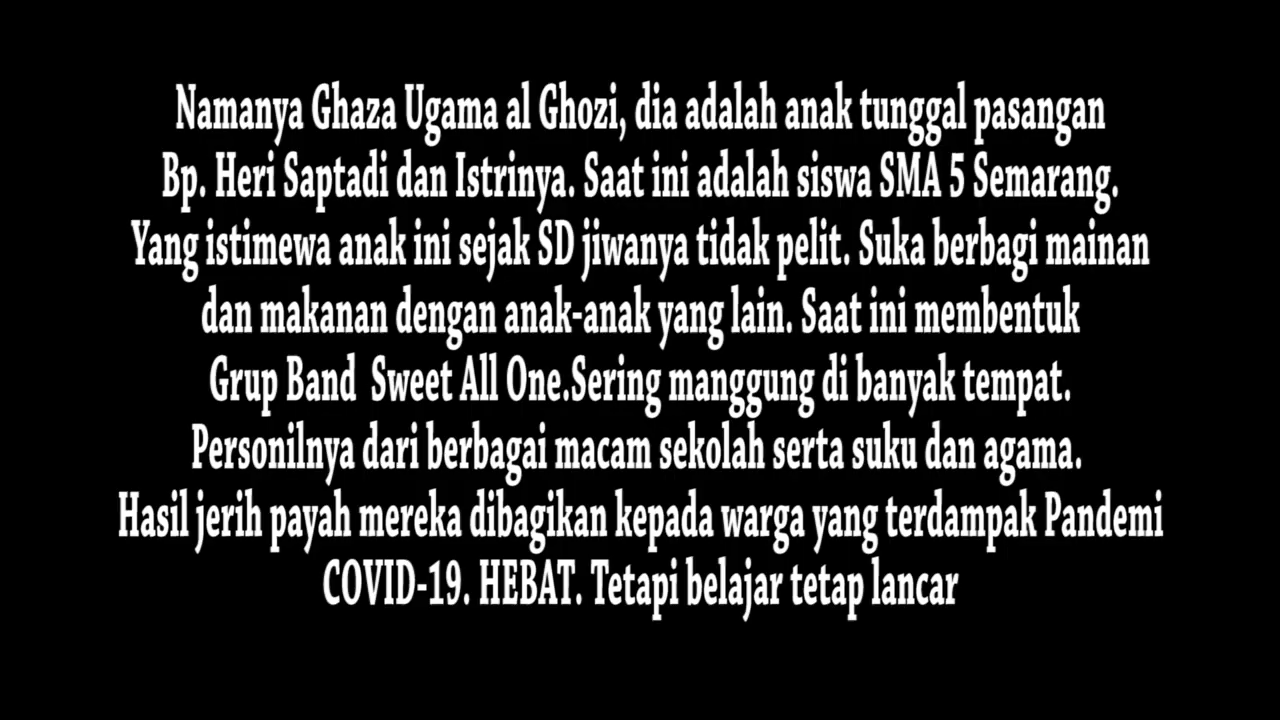 Namanya Ghaza Ugama al Ghozi, dia adalah anak tunggal pasangan
Bp. Heri Saptadi dan Istrinya. Saat ini adalah siswa SMA 5 Semarang.
Yang istimewa anak ini sejak SD jiwanya tidak pelit. Suka berbagi mainan
dan makanan dengan anak-anak yang lain. Saat ini membentuk
Grup Band  Sweet All One.Sering manggung di banyak tempat.
Personilnya dari berbagai macam sekolah serta suku dan agama.
Hasil jerih payah mereka dibagikan kepada warga yang terdampak Pandemi
COVID-19. HEBAT. Tetapi belajar tetap lancar